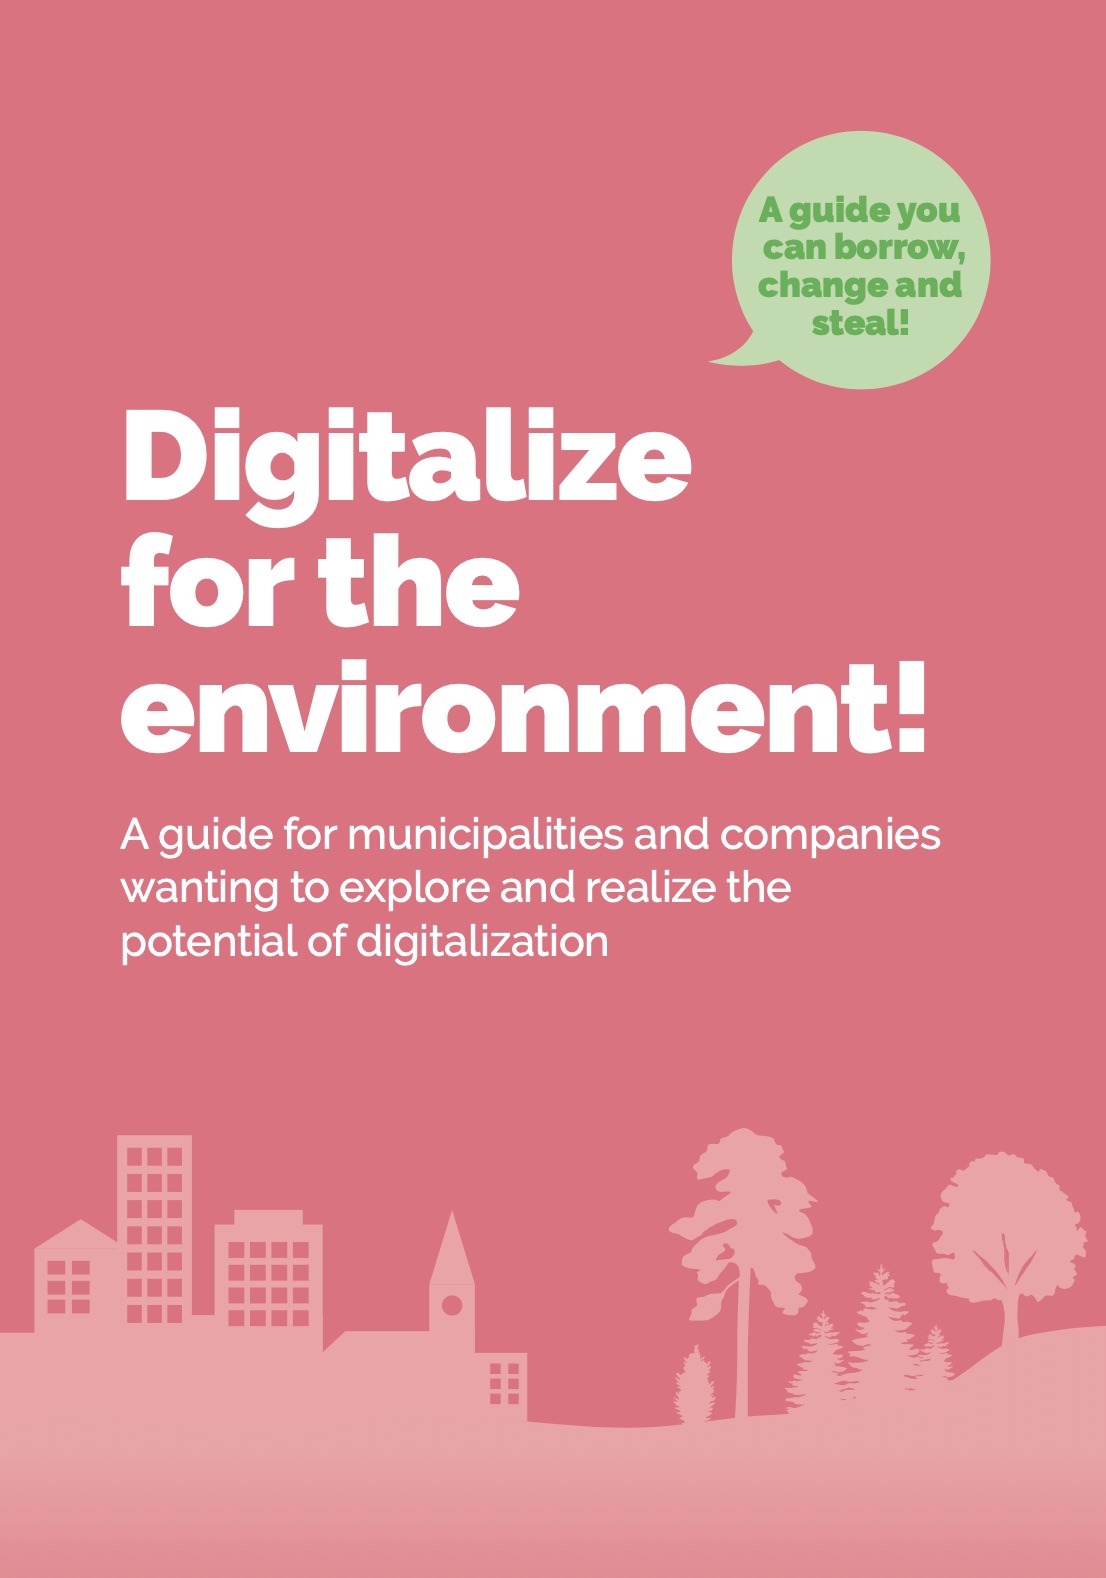 A guide you
can borrow,
change and
steal!
Digitalize
for the
environment!
A guide for municipalities and companies
wanting to explore and realize the
potential of digitalization